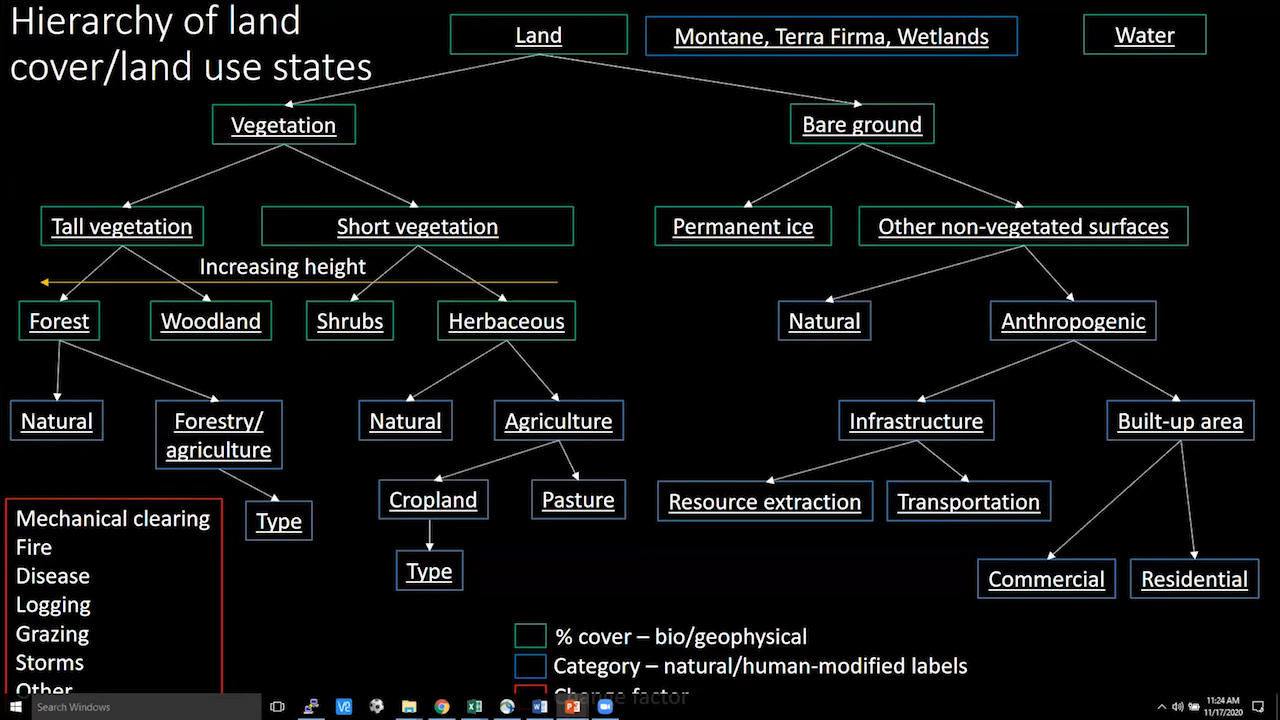 Hierarchy of land
cover/land use states
Land
Montane, Terra Firma, Wetlands
Water
Vegetation
Bare ground
Tall vegetation
Short vegetation
Permanent ice
Other non-vegetated surfaces
Increasing height
Forest
Woodland
Shrubs
Herbaceous
Natural
Anthropogenic
Natural
Forestry/
agriculture
Natural
Agriculture
Infrastructure
Built-up area
Cropland
Pasture
Resource extraction
Transportation
Type
Type
Commercial
Residential
Mechanical clearing
Fire
Disease
Logging
Grazing
Storms
Other
% cover – bio/geophysical
Category – natural/human-modified labels
Change factor
Search Windows
11:24 AM
11/17/2020